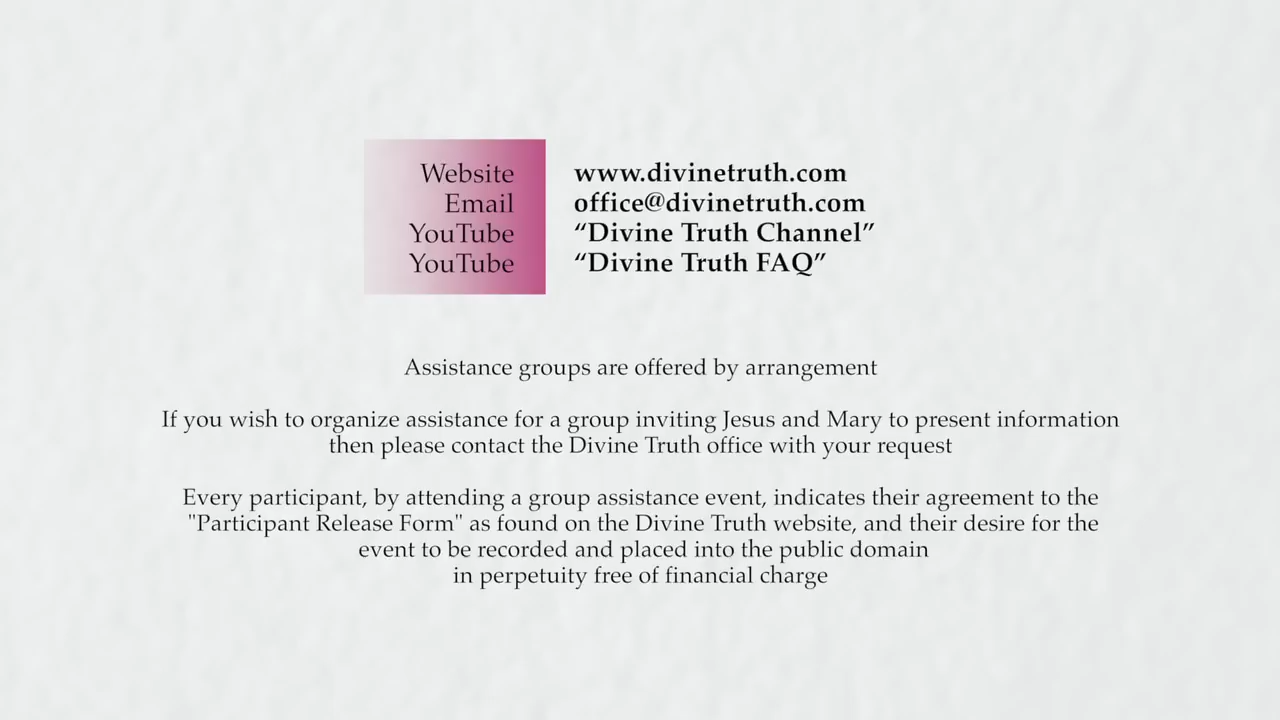 Website www.divinetruth.com
Email office@divinetruth.com
YouTube “Divine Truth Channel”
YouTube “Divine Truth FAQ”
Assistance groups are offered by arrangement
If you wish to organize assistance for a group inviting Jesus and Mary to present information
then please contact the Divine Truth office with your request
Every participant, by attending a group assistance event, indicates their agreement to the
"Participant Release Form" as found on the Divine Truth website, and their desire for the
event to be recorded and placed into the public domain
in perpetuity free of financial charge